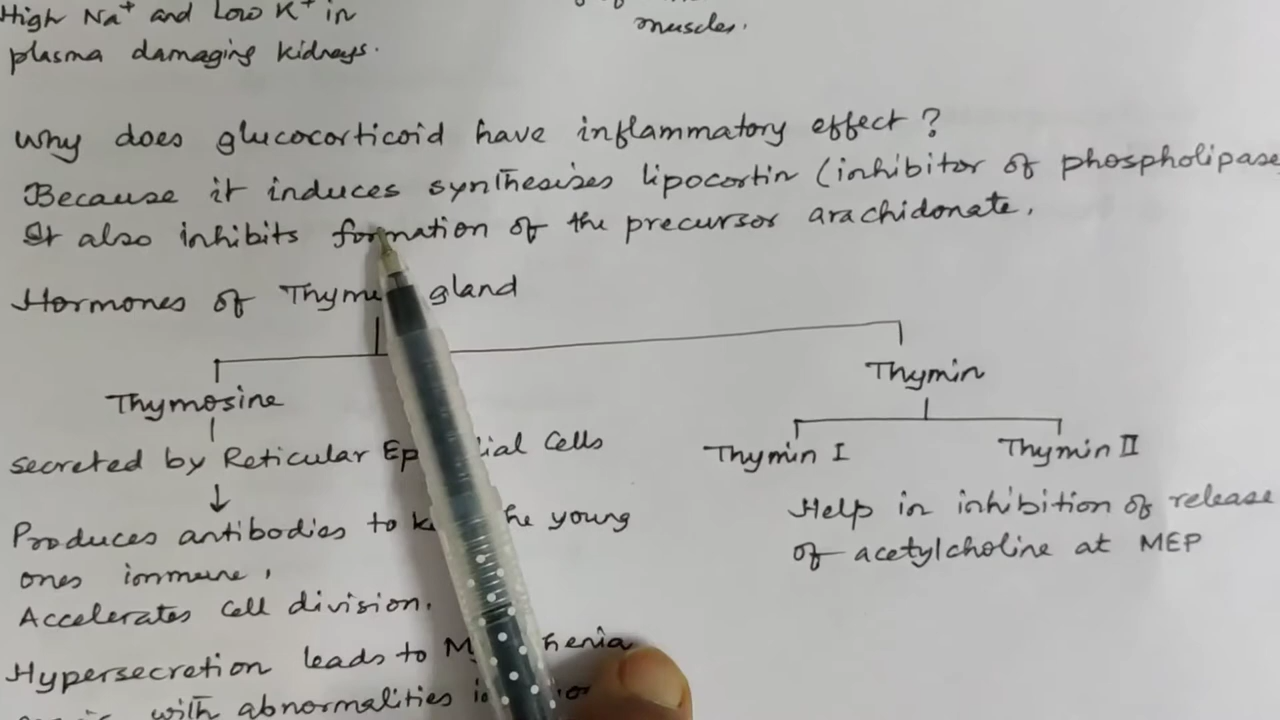 High Na⁺ and Low K⁺ in
plasma damaging kidneys.
muscles.
Why does glucocorticoid have inflammatory effect?
Because it induces synthesises lipocortin (inhibitor of phospholipase
It also inhibits formation of the precursor arachidonate.
Hormones of gland
Thymosine
Thymin
secreted by Reticular Cells
Thymin I
Thymin II
Produces antibodies to young
ones immune,
Accelerates cell division.
Help in inhibition of release
of acetylcholine at MEP
Hypersecretion leads to
with abnormalities